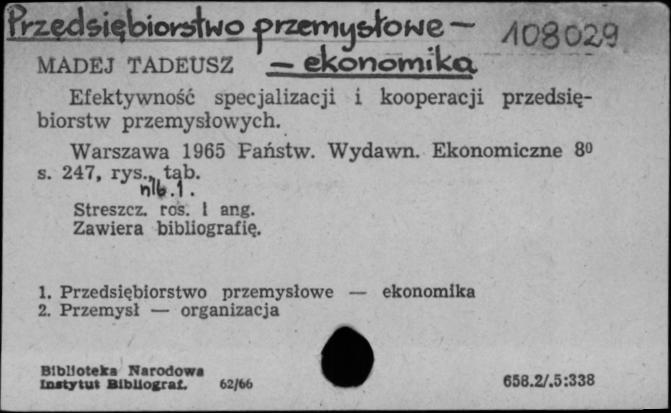 Przedsiębiorstwo przemysłowe — 108029
MADEJ TADEUSZ — ekonomika
Efektywność specjalizacji i kooperacji przedsię-
biorstw przemysłowych.
Warszawa 1965 Państw. Wydawn. Ekonomiczne 8⁰
s. 247, nlb. 1. rys., tab.
Streszcz. ros. i ang.
Zawiera bibliografię.
1. Przedsiębiorstwo przemysłowe — ekonomika
2. Przemysł — organizacja
Biblioteka Narodowa
Instytut Bibliograf. 62/66 658.2/.5:338